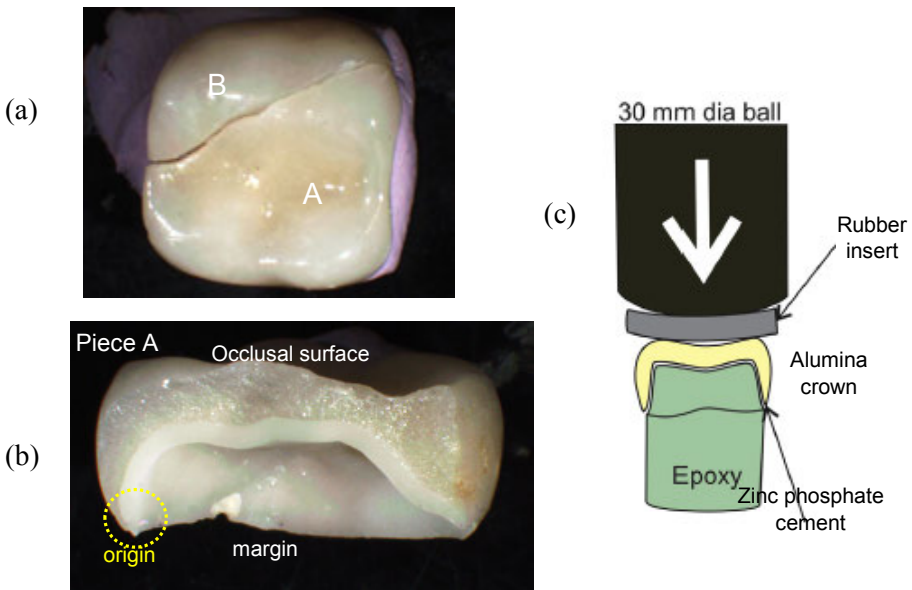 (a)
B
A
(b)
Piece A
Occlusal surface
origin
margin
(c)
30 mm dia ball
Rubber
insert
Alumina
crown
Epoxy
Zinc phosphate
cement